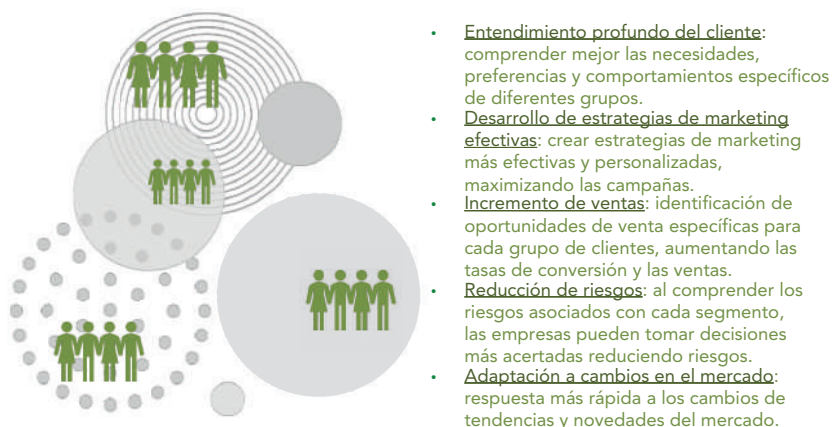 • Entendimiento profundo del cliente:
comprender mejor las necesidades,
preferencias y comportamientos específicos
de diferentes grupos.
• Desarrollo de estrategias de marketing
efectivas: crear estrategias de marketing
más efectivas y personalizadas,
maximizando las campañas.
• Incremento de ventas: identificación de
oportunidades de venta específicas para
cada grupo de clientes, aumentando las
tasas de conversión y las ventas.
• Reducción de riesgos: al comprender los
riesgos asociados con cada segmento,
las empresas pueden tomar decisiones
más acertadas reduciendo riesgos.
• Adaptación a cambios en el mercado:
respuesta más rápida a los cambios de
tendencias y novedades del mercado.